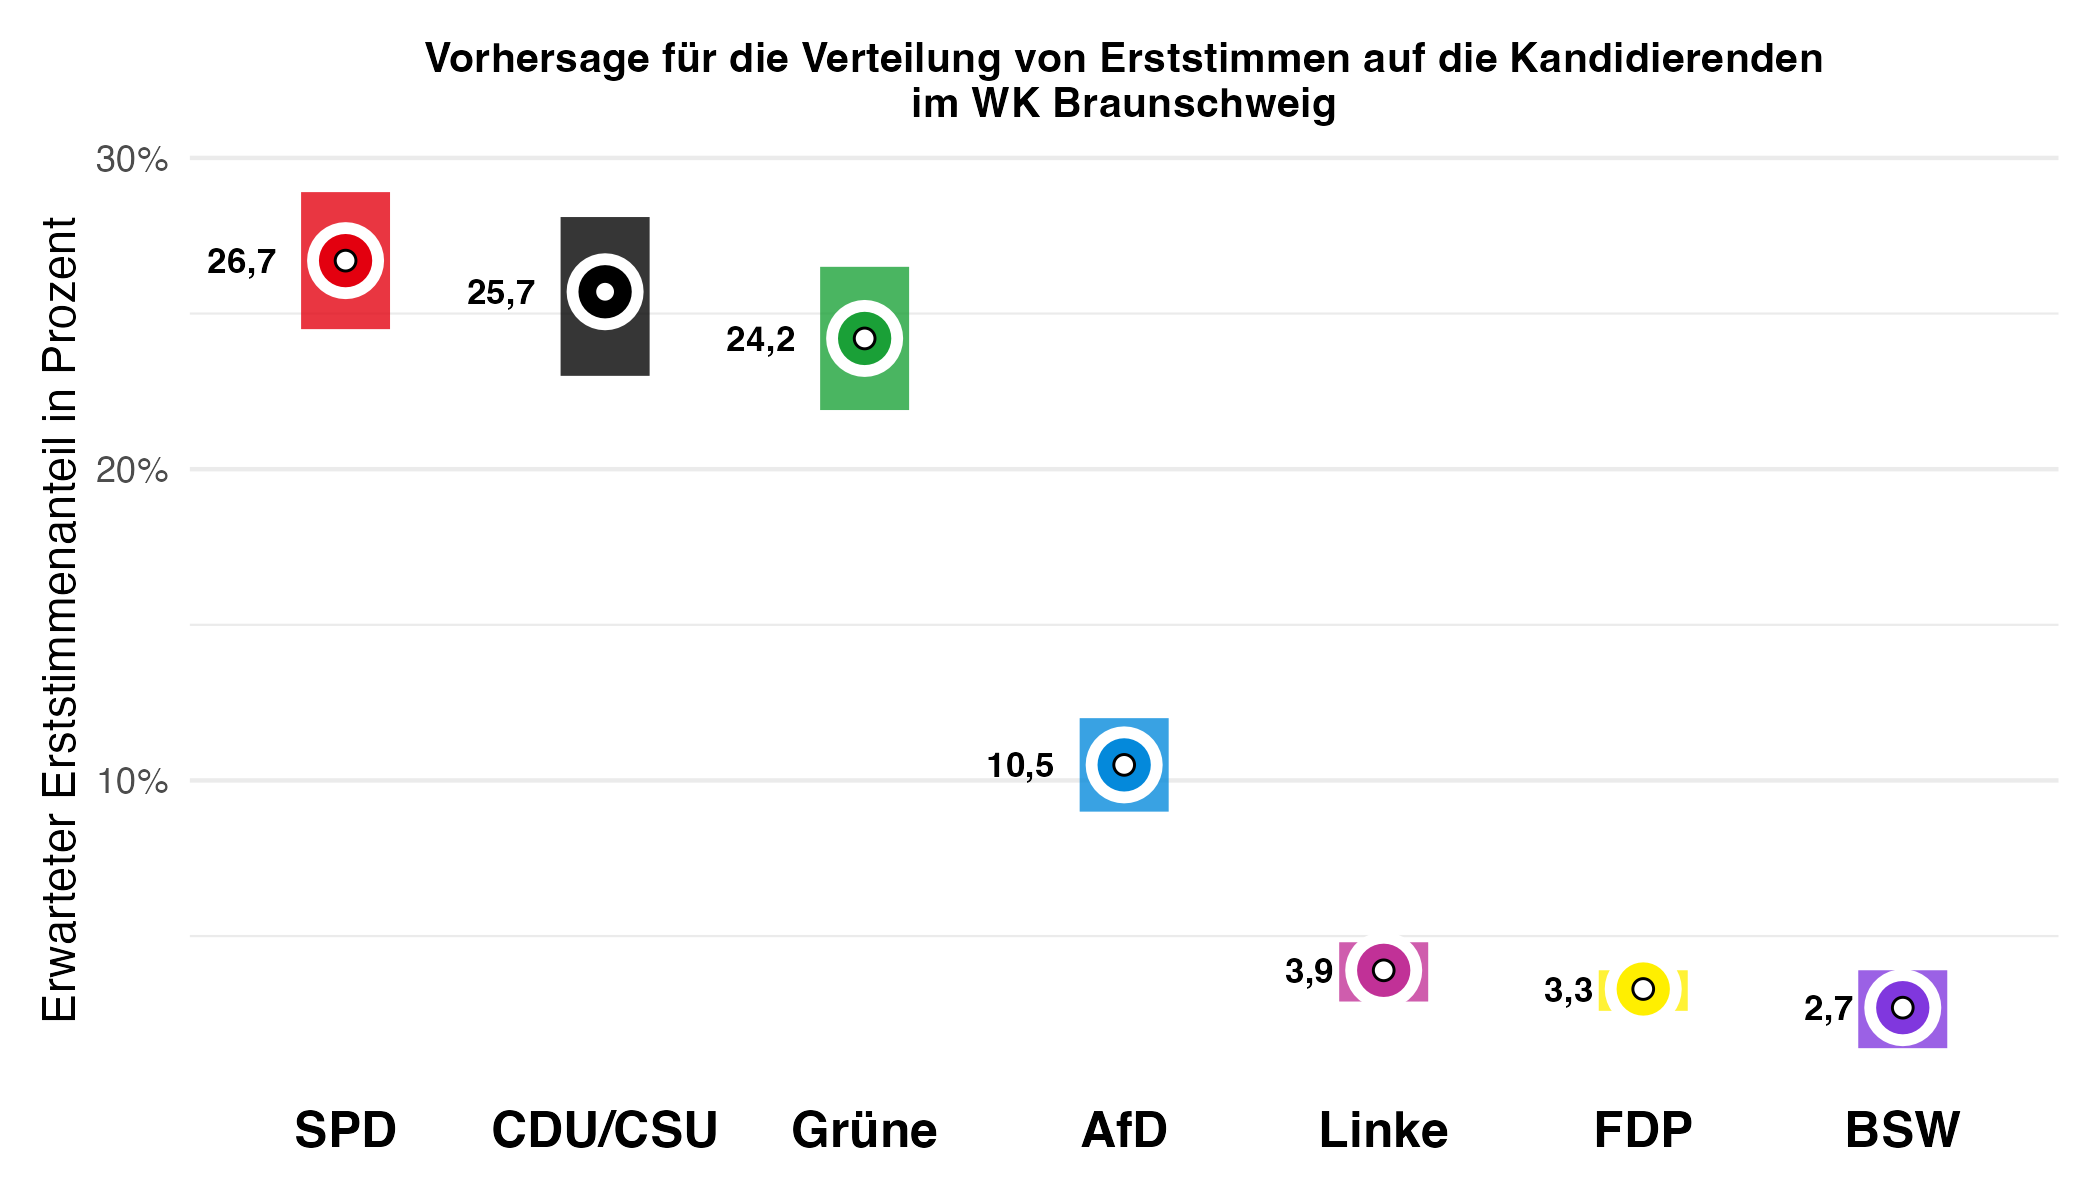 Vorhersage für die Verteilung von Erststimmen auf die Kandidierenden
im WK Braunschweig
Erwarteter Erststimmenanteil in Prozent
30%
20%
10%
26,7
25,7
24,2
10,5
3,9
3,3
2,7
SPD
CDU/CSU
Grüne
AfD
Linke
FDP
BSW